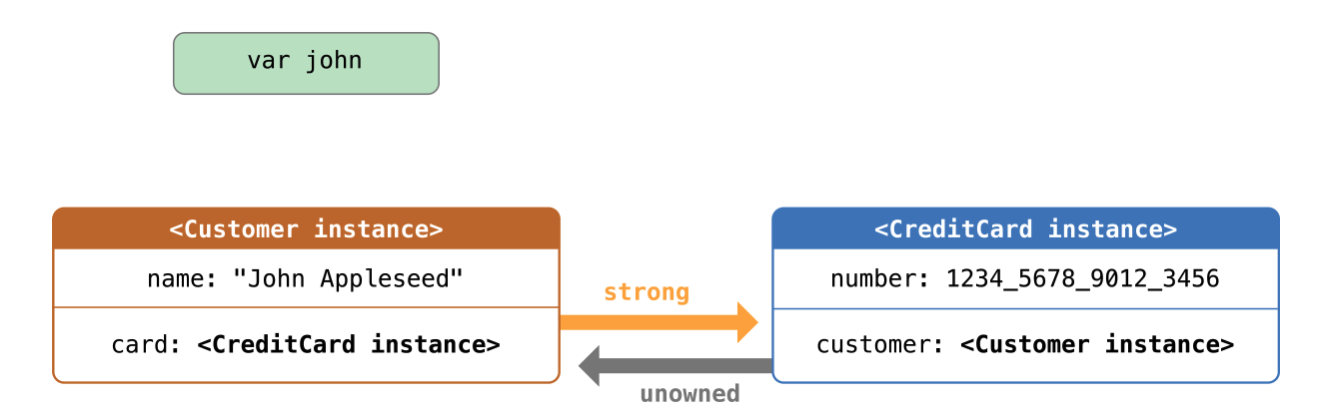 var john
<Customer instance>
name: "John Appleseed"
card: <CreditCard instance>
strong
unowned
<CreditCard instance>
number: 1234_5678_9012_3456
customer: <Customer instance>